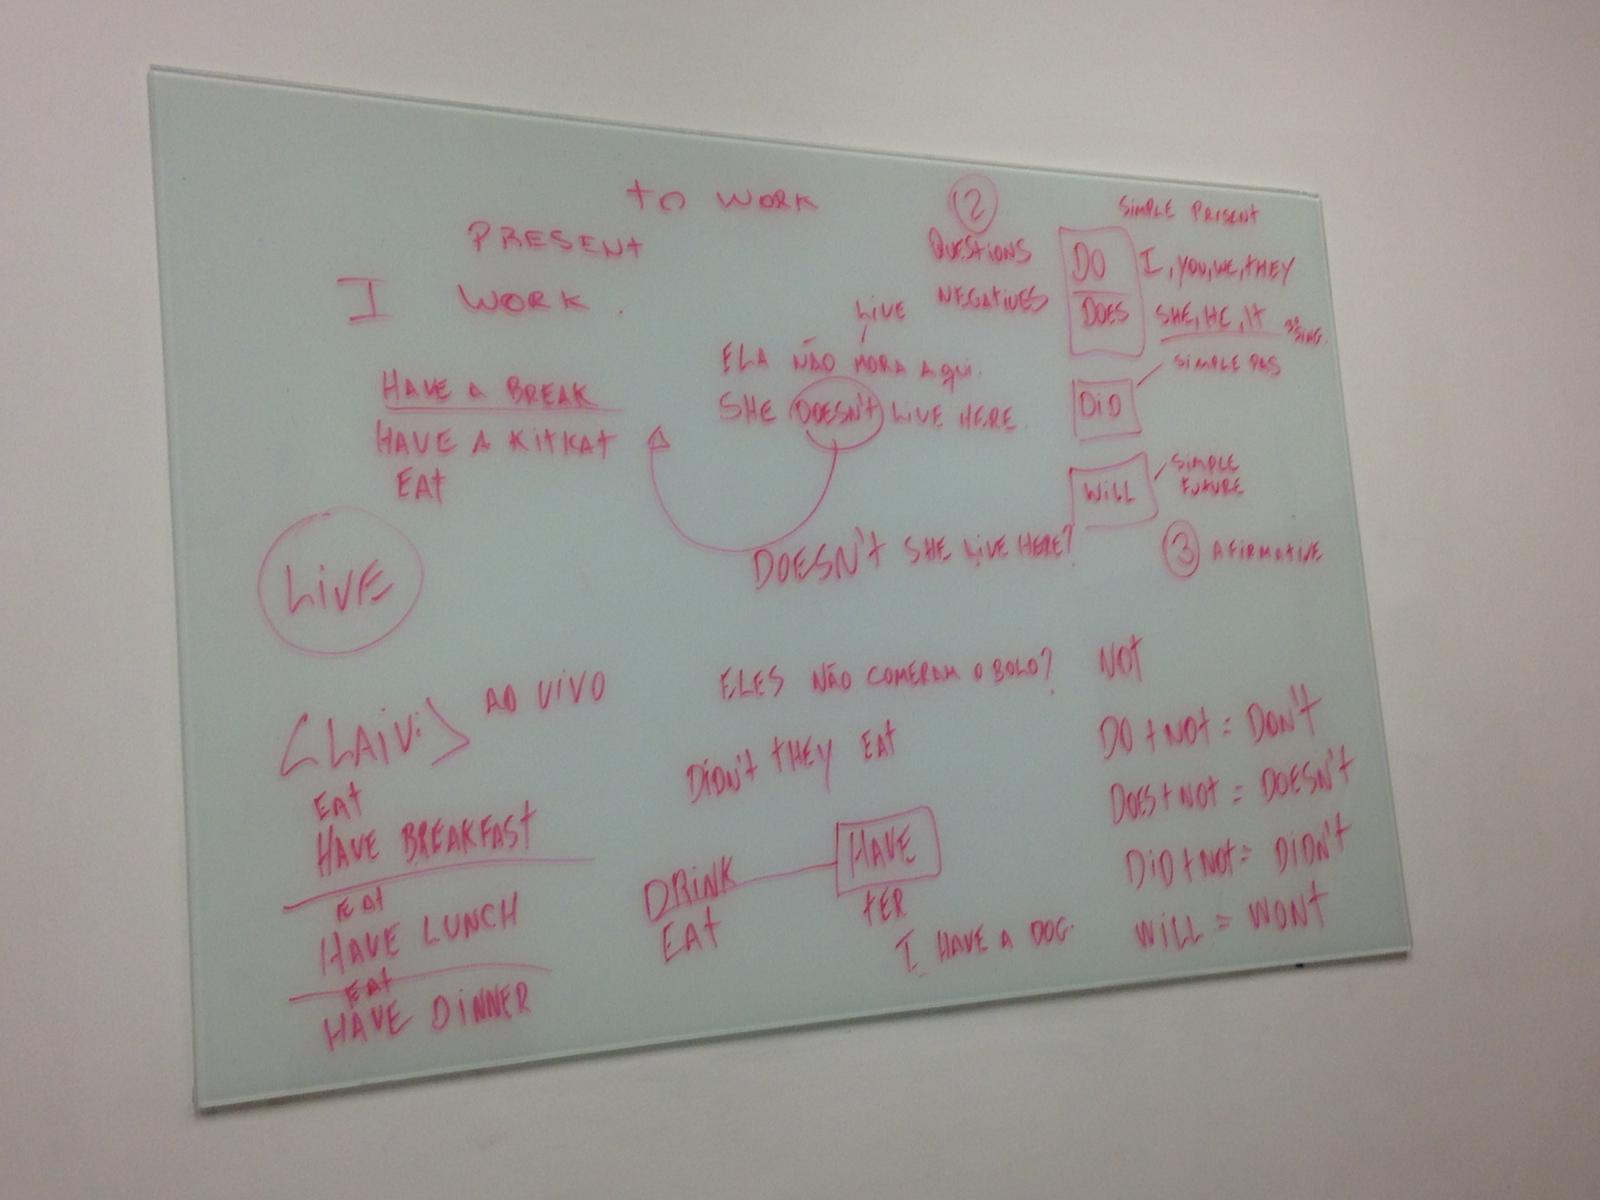 TO WORK
PRESENT
I WORK.
HAVE A BREAK
HAVE A KITKAT
EAT
LIVE
<LAIVI> AO VIVO
EAT
HAVE BREAKFAST
EAT
HAVE LUNCH
EAT
HAVE DINNER
LIVE
ELA NÃO MORA AQUI.
SHE DOESN'T LIVE HERE.
DOESN'T SHE LIVE HERE?
ELES NÃO COMERAM O BOLO?
DIDN'T THEY EAT
DRINK
EAT
HAVE
TER
I HAVE A DOG.
2
QUESTIONS
NEGATIVES
SIMPLE PRISENT
DO I, YOU, WE, THEY
DOES SHE, HE, IT 3ª SING.
SIMPLE PAS
DID
SIMPLE
FUTURE
WILL
3 AFIRMATIVE
NOT
DO + NOT = DON'T
DOES + NOT = DOESN'T
DID + NOT = DIDN'T
WILL = WONT